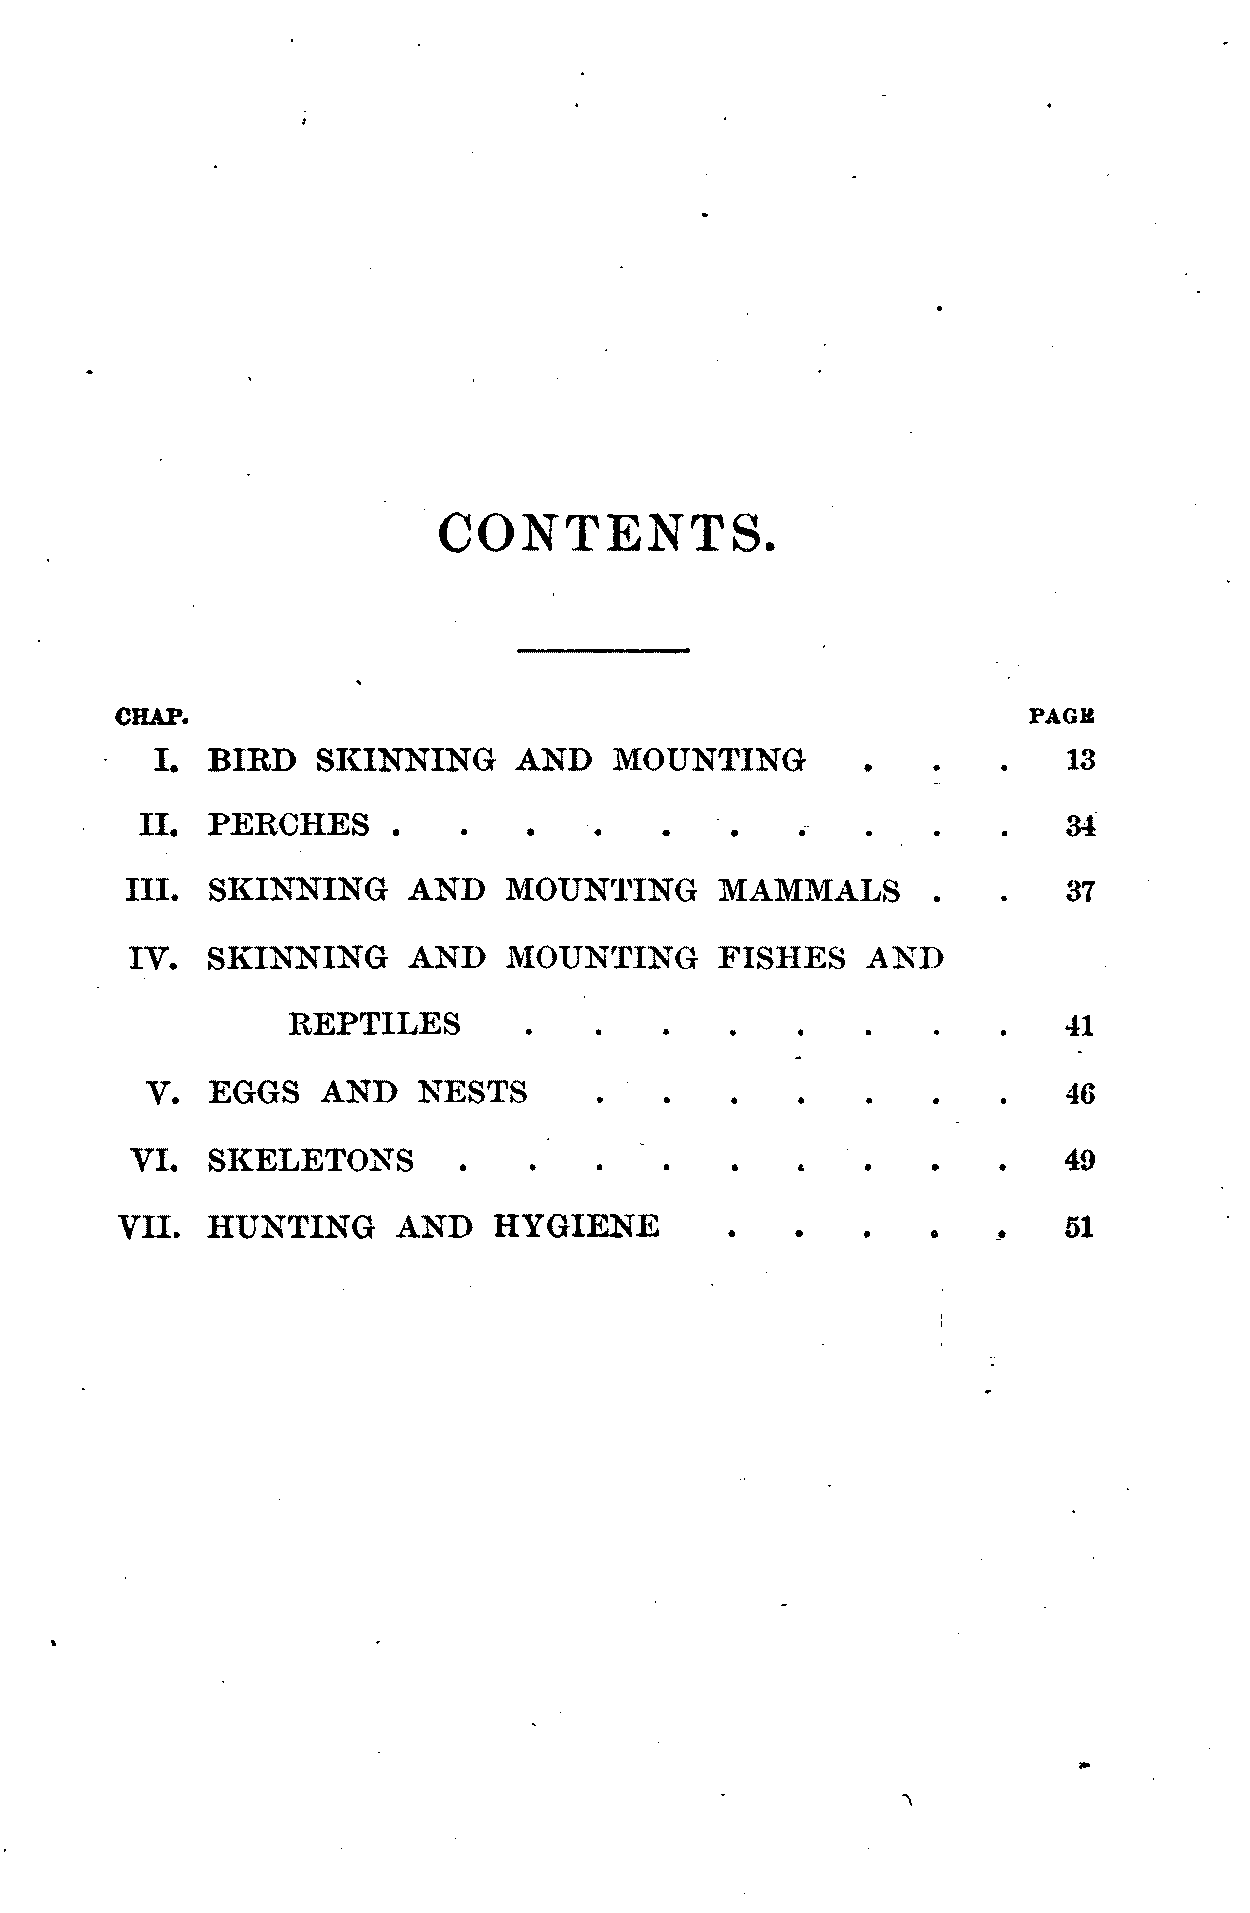 CONTENTS.
CHAP. PAGE
I. BIRD SKINNING AND MOUNTING . . . 13
II. PERCHES . . . . . . . . . . 34
III. SKINNING AND MOUNTING MAMMALS . . 37
IV. SKINNING AND MOUNTING FISHES AND
REPTILES . . . . . . . . 41
V. EGGS AND NESTS . . . . . . . 46
VI. SKELETONS . . . . . . . . . 49
VII. HUNTING AND HYGIENE . . . . . 51